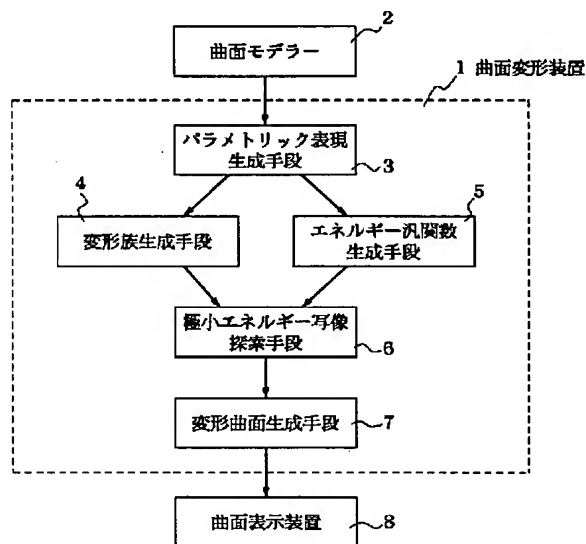 2
曲面モデラー
1 曲面変形装置
パラメトリック表現
生成手段
3
4
変形族生成手段
5
エネルギー汎関数
生成手段
極小エネルギー写像
探索手段
6
変形曲面生成手段
7
曲面表示装置
8